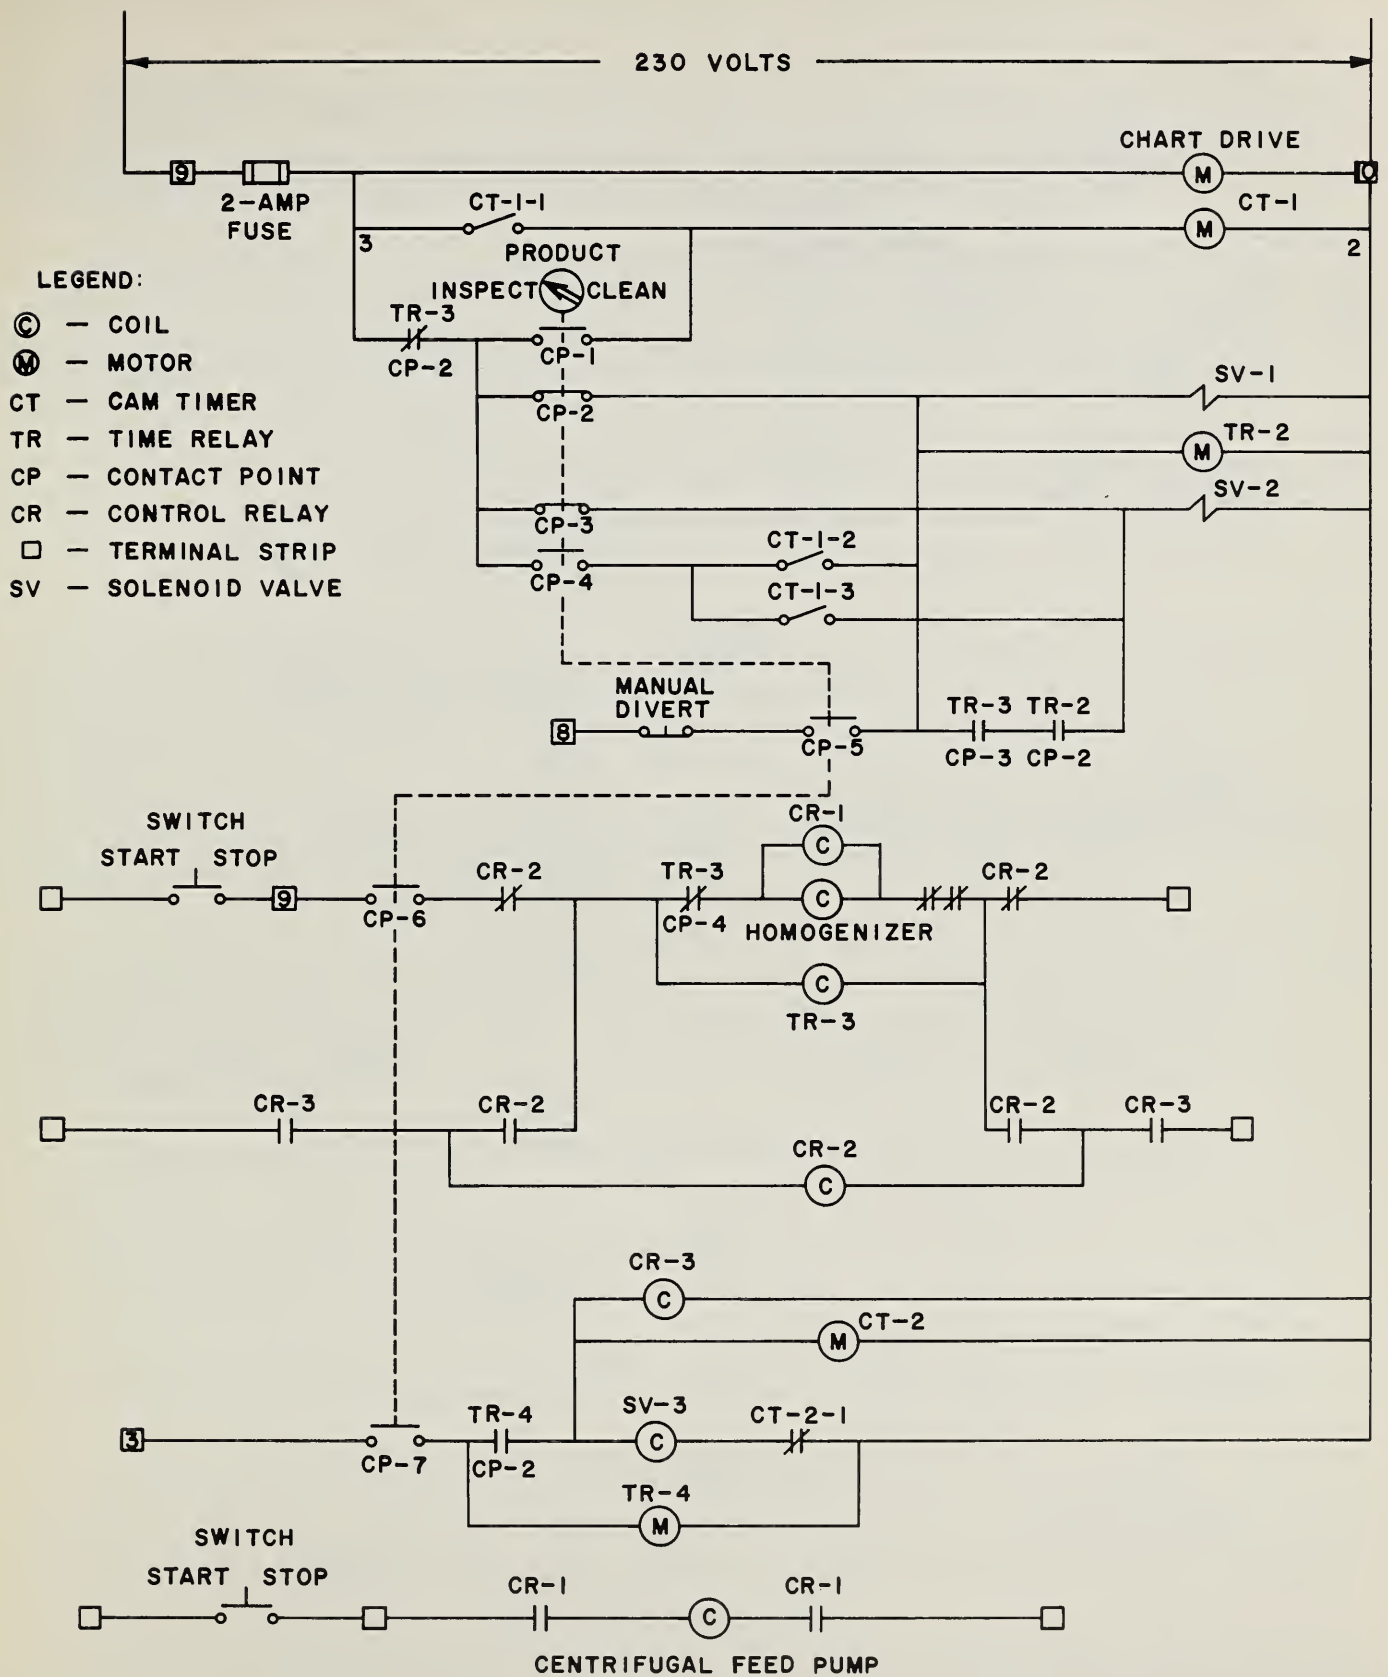 230 VOLTS
CHART DRIVE
9
M
0
2-AMP
FUSE
CT-1-1
CT-1
3
M
2
PRODUCT
LEGEND:
INSPECT CLEAN
C — COIL
M — MOTOR
CT — CAM TIMER
TR — TIME RELAY
CP — CONTACT POINT
CR — CONTROL RELAY
□ — TERMINAL STRIP
SV — SOLENOID VALVE
TR-3
CP-2
CP-1
SV-1
CP-2
TR-2
M
SV-2
CP-3
CT-1-2
CP-4
CT-1-3
MANUAL
DIVERT
TR-3 TR-2
8
CP-5
CP-3 CP-2
SWITCH
START STOP
CR-1
C
CR-2
TR-3
CR-2
9
C
CP-6
CP-4
HOMOGENIZER
C
TR-3
CR-3
CR-2
CR-2
CR-3
CR-2
C
CR-3
C
CT-2
M
TR-4
SV-3
CT-2-1
3
C
CP-7
CP-2
TR-4
M
SWITCH
START STOP
CR-1
CR-1
C
CENTRIFUGAL FEED PUMP